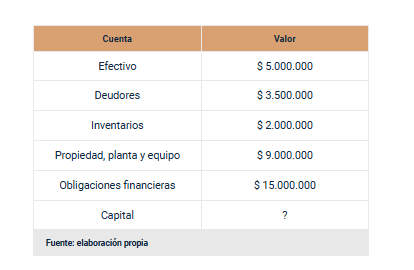 Cuenta Valor
Efectivo $ 5.000.000
Deudores $ 3.500.000
Inventarios $ 2.000.000
Propiedad, planta y equipo $ 9.000.000
Obligaciones financieras $ 15.000.000
Capital ?
Fuente: elaboración propia